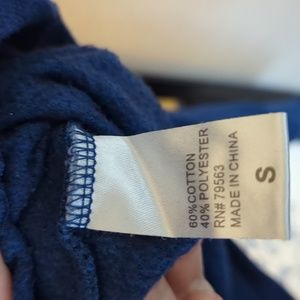 60%COTTON
40% POLYESTER
RN# 79563
MADE IN CHINA
S